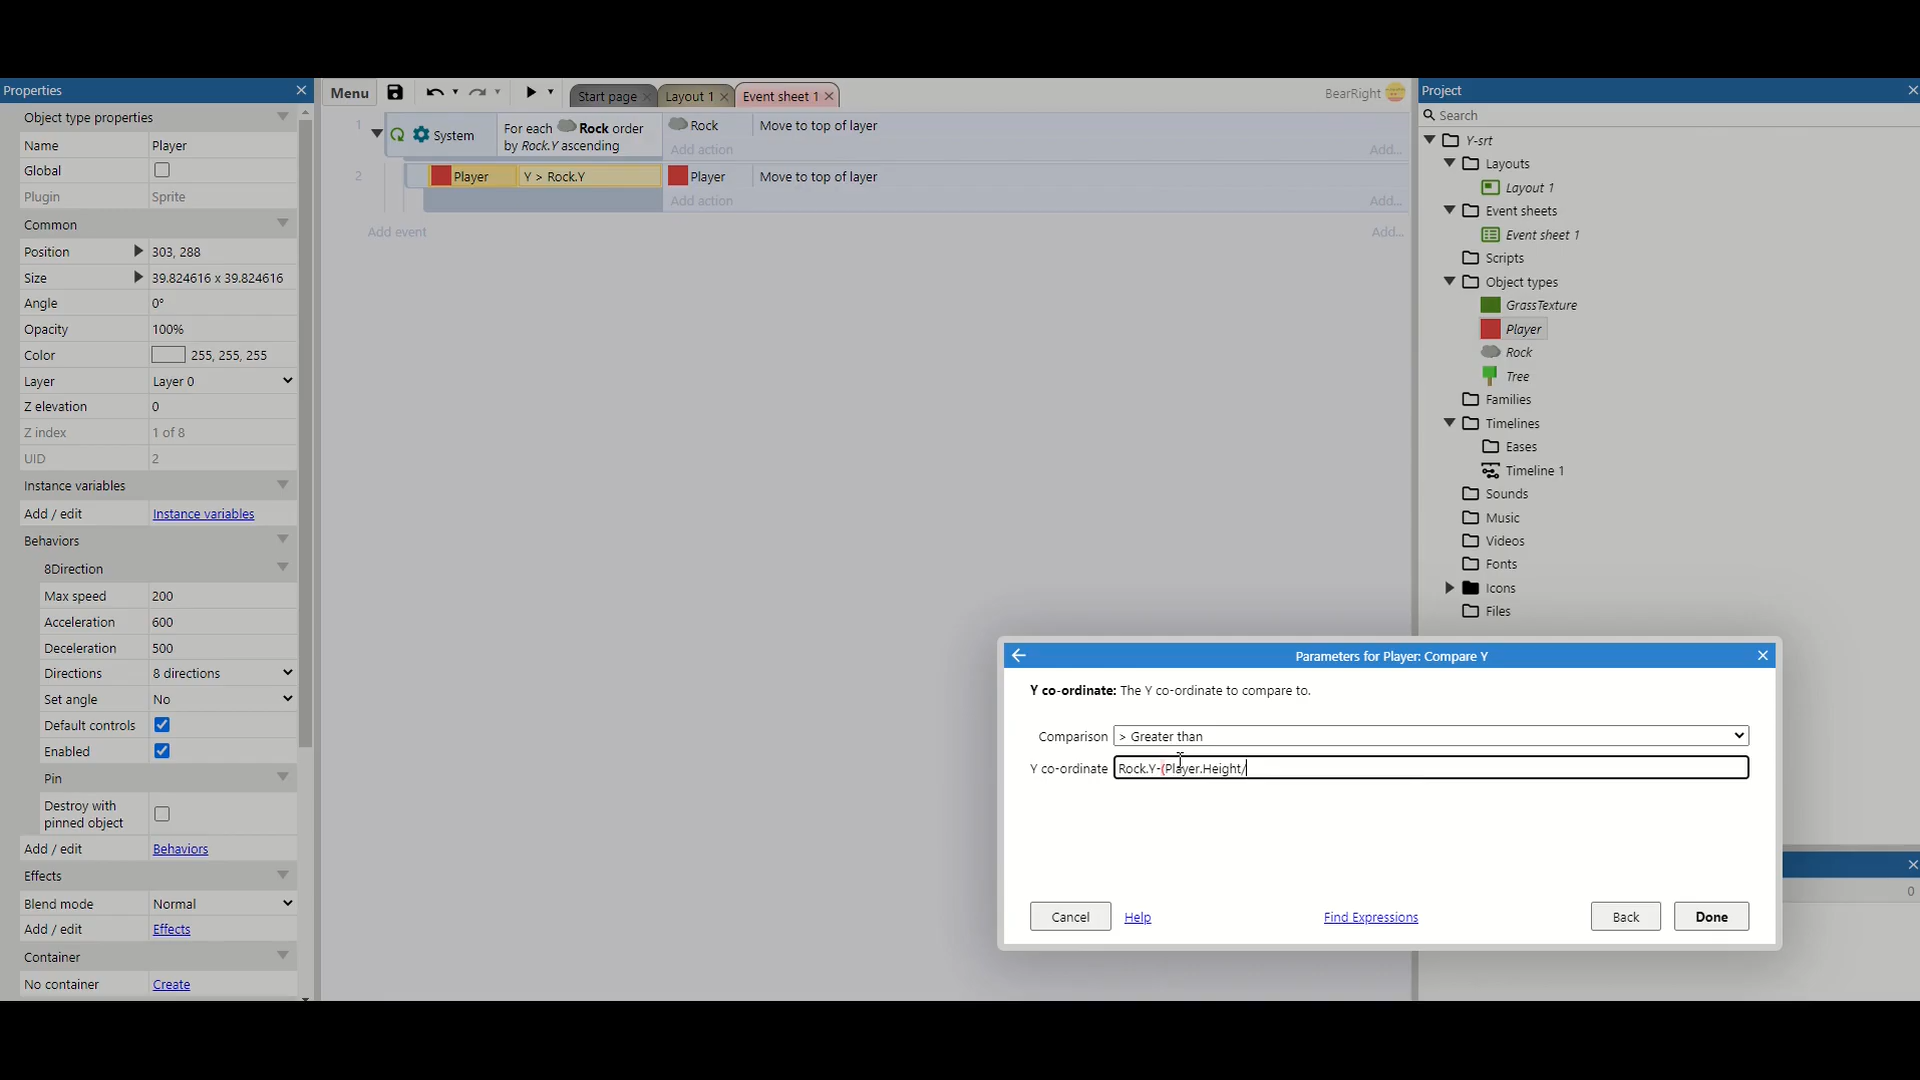 Properties
Object type properties
Name Player
Global
Plugin Sprite
Common
Position 303, 288
Size 39.824616 x 39.824616
Angle 0°
Opacity 100%
Color 255, 255, 255
Layer Layer 0
Z elevation 0
Z index 1 of 8
UID 2
Instance variables
Add / edit Instance variables
Behaviors
8Direction
Max speed 200
Acceleration 600
Deceleration 500
Directions 8 directions
Set angle No
Default controls
Enabled
Pin
Destroy with
pinned object
Add / edit Behaviors
Effects
Blend mode Normal
Add / edit Effects
Container
No container Create
Menu
Start page
Layout 1
Event sheet 1
BearRight
1
System
For each Rock order
by Rock.Y ascending
Rock Move to top of layer
Add action Add...
2
Player Y > Rock.Y
Player Move to top of layer
Add action Add...
Add event Add...
Project
Search
Y-srt
Layouts
Layout 1
Event sheets
Event sheet 1
Scripts
Object types
GrassTexture
Player
Rock
Tree
Families
Timelines
Eases
Timeline 1
Sounds
Music
Videos
Fonts
Icons
Files
0
Parameters for Player: Compare Y
Y co-ordinate: The Y co-ordinate to compare to.
Comparison > Greater than
Y co-ordinate Rock.Y-(Player.Height/
Cancel Help Find Expressions Back Done